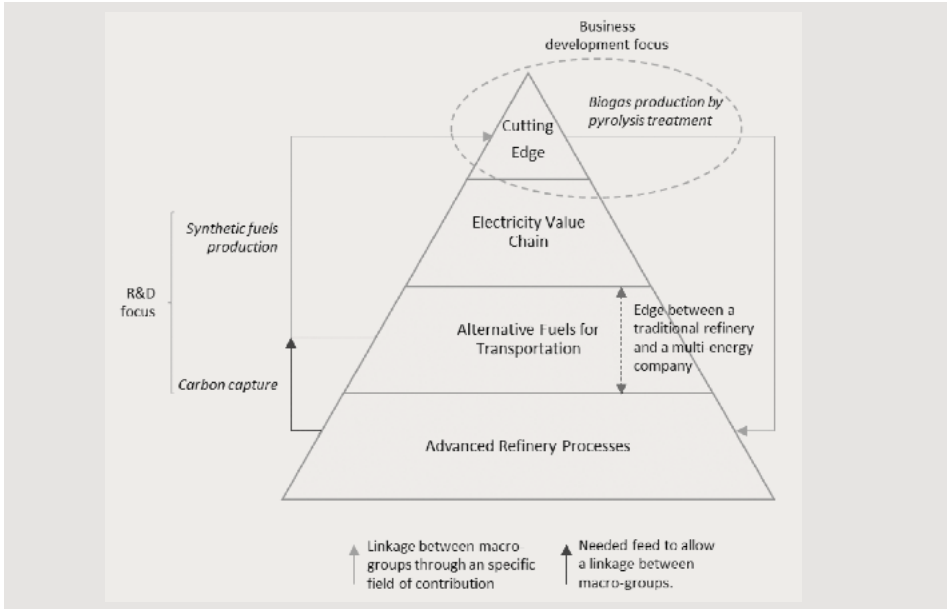 Business
development focus
Biogas production by
pyrolysis treatment
Cutting
Edge
Synthetic fuels
production
Electricity Value
Chain
R&D
focus
Alternative Fuels for
Transportation
Edge between a
traditional refinery
and a multi energy
company
Carbon capture
Advanced Refinery Processes
Linkage between macro-
groups through an specific
field of contribution
Needed feed to allow
a linkage between
macro-groups.